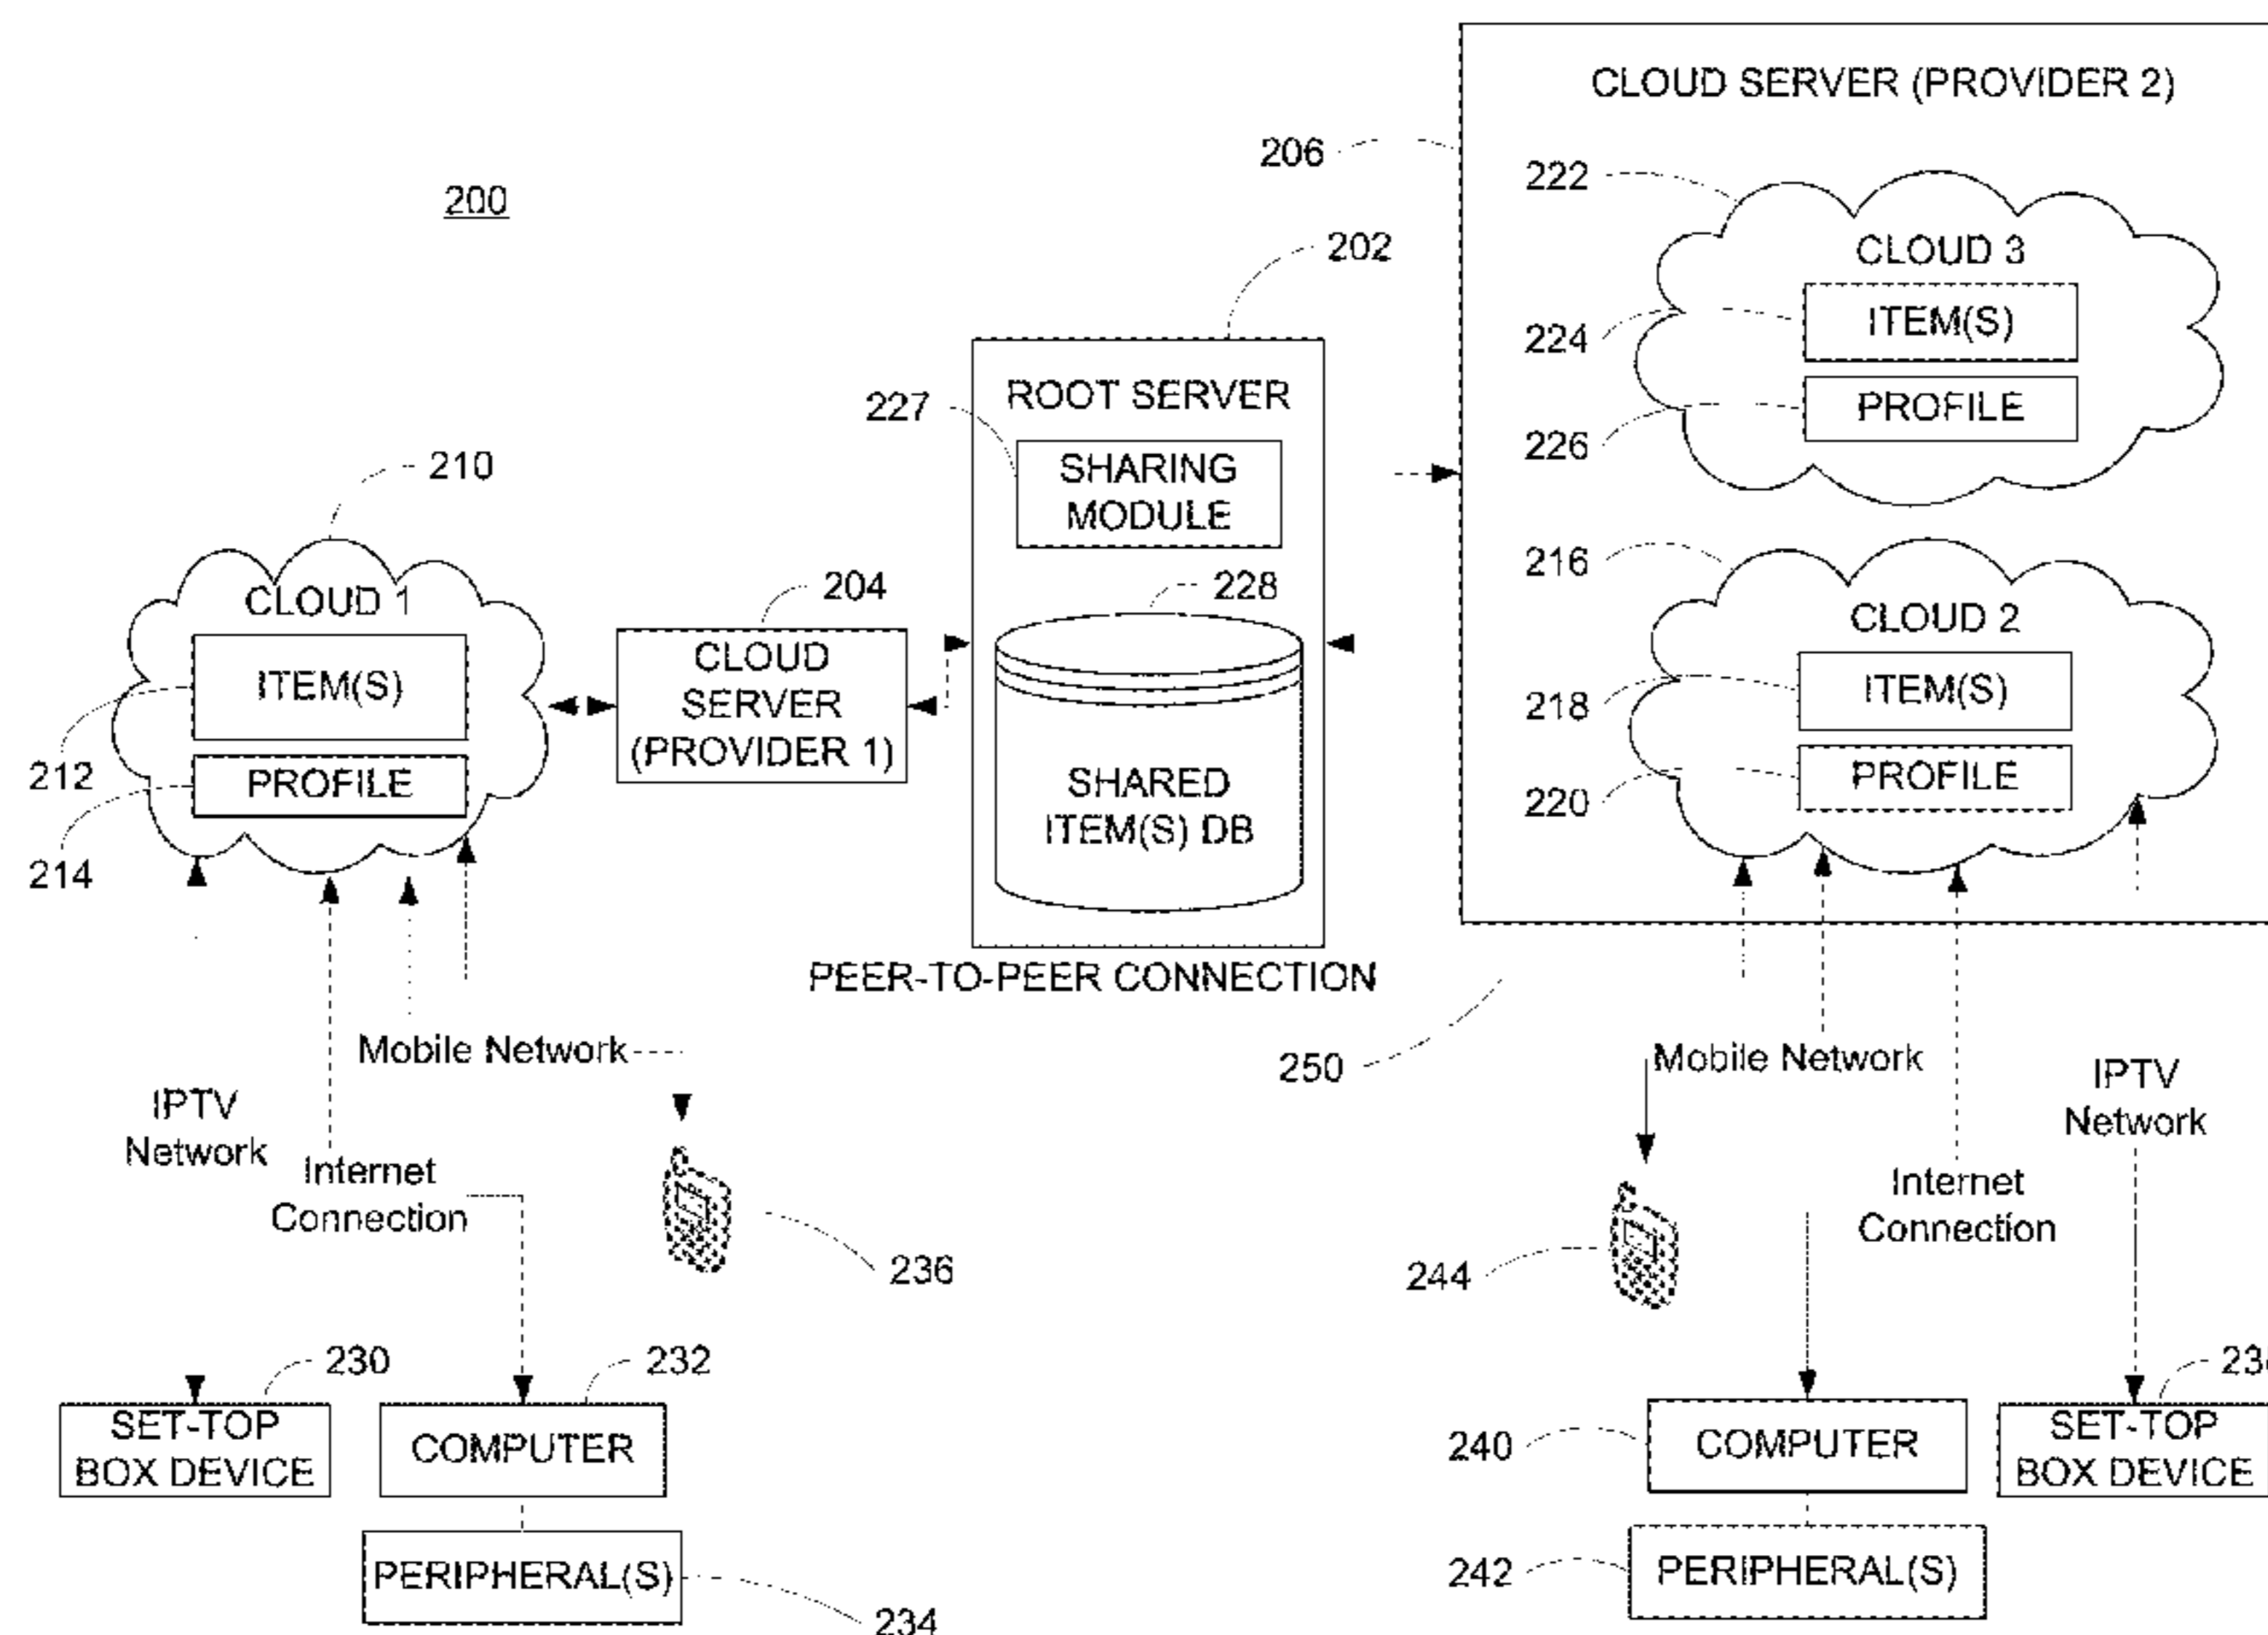 CLOUD SERVER (PROVIDER 2)
206
222
200
202
CLOUD 3
ITEM(S)
224
ROOT SERVER
227
PROFILE
226
210
SHARING
MODULE
216
204
228
CLOUD 1
CLOUD 2
CLOUD
SERVER
(PROVIDER 1)
ITEM(S)
ITEM(S)
218
212
PROFILE
PROFILE
220
SHARED
ITEM(S) DB
214
PEER-TO-PEER CONNECTION
Mobile Network
250
Mobile Network
IPTV
Network
IPTV
Network
Internet
Connection
Internet
Connection
236
244
230
232
SET-TOP
BOX DEVICE
COMPUTER
240
COMPUTER
SET-TOP
BOX DEVICE
PERIPHERAL(S)
242
PERIPHERAL(S)
234